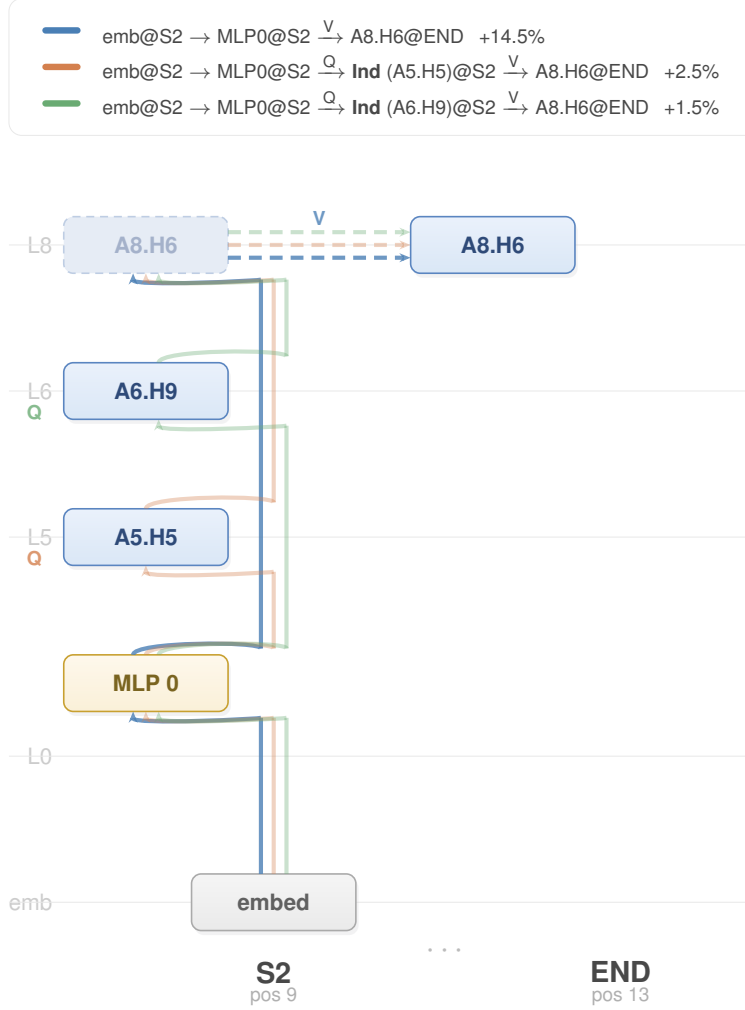 emb@S2 → MLP0@S2 V→ A8.H6@END +14.5%
emb@S2 → MLP0@S2 Q→ Ind (A5.H5)@S2 V→ A8.H6@END +2.5%
emb@S2 → MLP0@S2 Q→ Ind (A6.H9)@S2 V→ A8.H6@END +1.5%
V
L8 A8.H6 A8.H6
L6 A6.H9
Q
L5 A5.H5
Q
MLP 0
L0
emb embed
. . .
S2 END
pos 9 pos 13